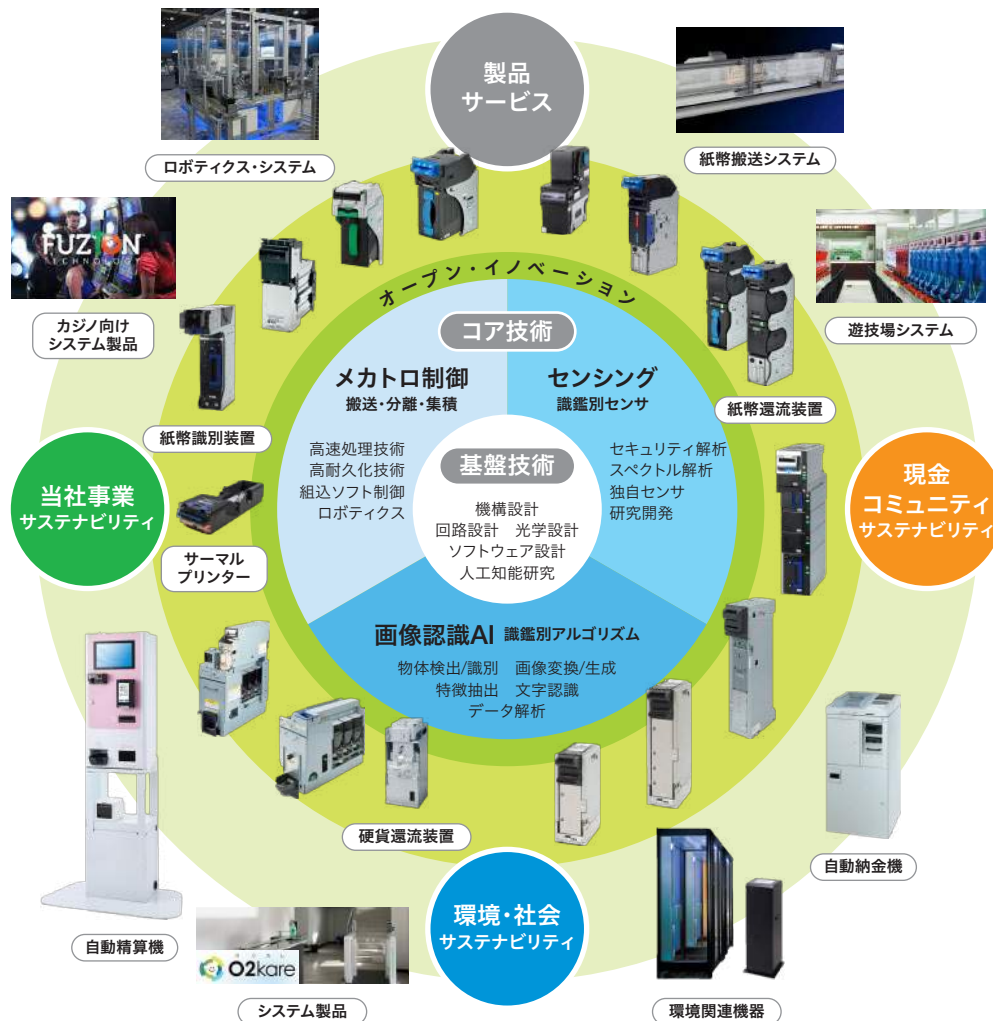 製品
サービス
ロボティクス・システム
紙幣搬送システム
FUZION
TECHNOLOGY
カジノ向け
システム製品
遊技場システム
オープン・イノベーション
コア技術
メカトロ制御
搬送・分離・集積
高速処理技術
高耐久化技術
組込ソフト制御
ロボティクス
センシング
識鑑別センサ
セキュリティ解析
スペクトル解析
独自センサ
研究開発
紙幣識別装置
紙幣還流装置
基盤技術
機構設計
回路設計 光学設計
ソフトウェア設計
人工知能研究
当社事業
サステナビリティ
現金
コミュニティ
サステナビリティ
サーマル
プリンター
画像認識AI 識鑑別アルゴリズム
物体検出/識別 画像変換/生成
特徴抽出 文字認識
データ解析
硬貨還流装置
自動納金機
自動精算機
環境・社会
サステナビリティ
O2kare
システム製品
環境関連機器